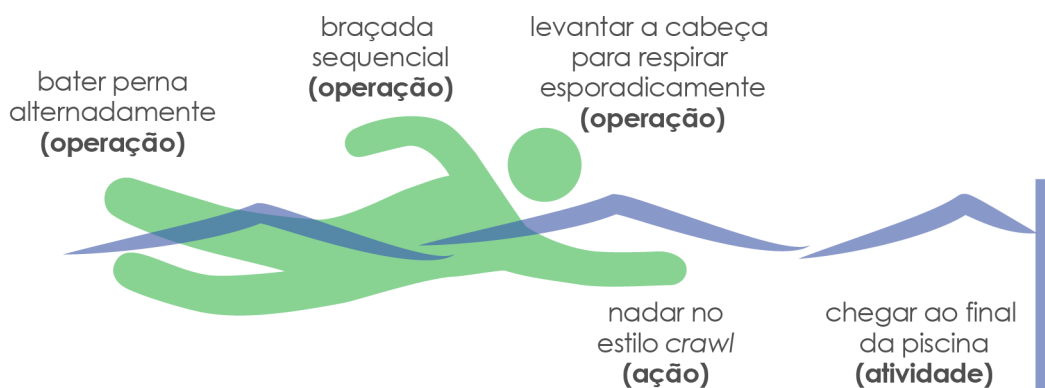 bater perna
alternadamente
(operação)
braçada
sequencial
(operação)
levantar a cabeça
para respirar
esporadicamente
(operação)
nadar no
estilo crawl
(ação)
chegar ao final
da piscina
(atividade)